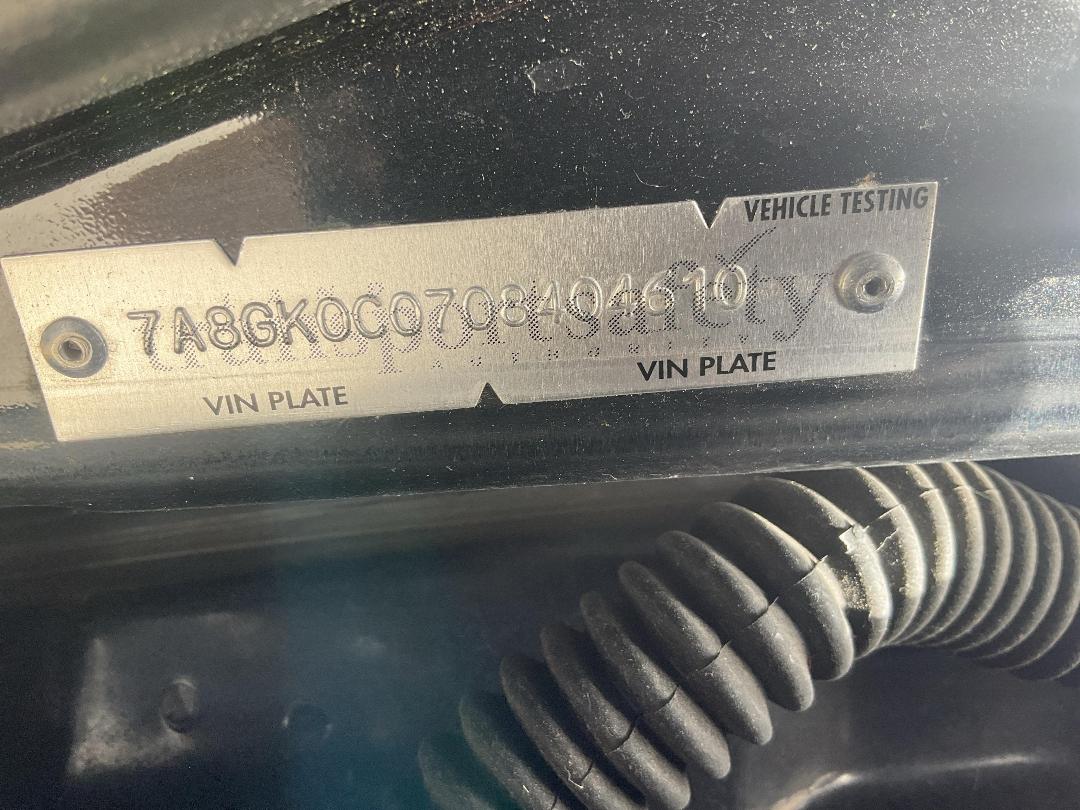 VEHICLE TESTING
7A8GK0C0708404610
VIN PLATE VIN PLATE